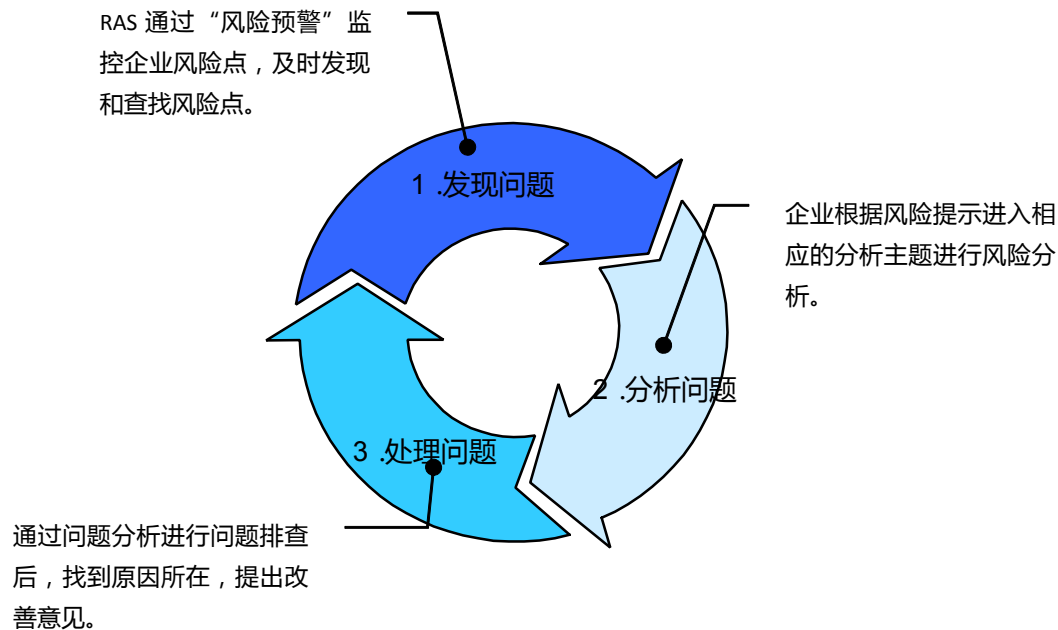 RAS 通过“风险预警”监
控企业风险点，及时发现
和查找风险点。
1 .发现问题
企业根据风险提示进入相
应的分析主题进行风险分
析。
2 .分析问题
3 .处理问题
通过问题分析进行问题排查
后，找到原因所在，提出改
善意见。